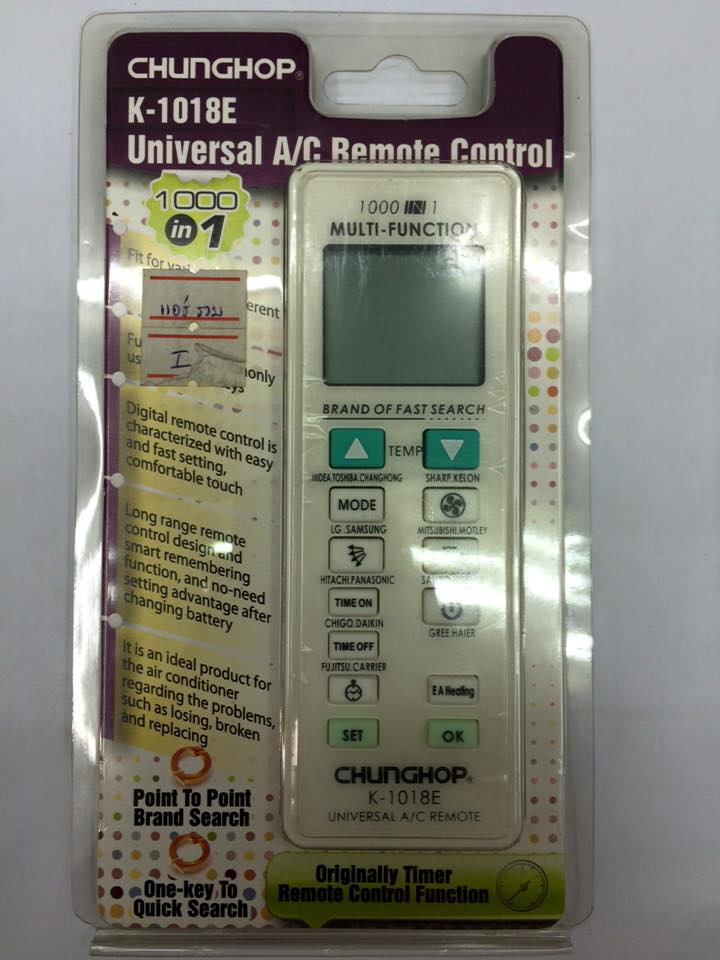 CHUNGHOP®
K-1018E
Universal A/C Remote Control
1000
in 1
Fit for
erent
แอร์ รวม
I
only
Digital remote control is
characterized with easy
and fast setting,
comfortable touch
Long range remote
control design and
smart remembering
function, and no-need
setting advantage after
changing battery
It is an ideal product for
the air conditioner
regarding the problems,
such as losing, broken
and replacing
Point To Point
Brand Search
One-key To
Quick Search
1000 IN 1
MULTI-FUNCTION
BRAND OF FAST SEARCH
TEMP
MIDEA.TOSHIBA.CHANGHONG SHARP.KELON
MODE
LG.SAMSUNG MITSUBISHI.MOTLEY
HITACHI.PANASONIC
TIME ON
CHIGO.DAIKIN GREE.HAIER
TIME OFF
FUJITSU.CARRIER
EA Heating
SET OK
CHUNGHOP®
K-1018E
UNIVERSAL A/C REMOTE
Originally Timer
Remote Control Function